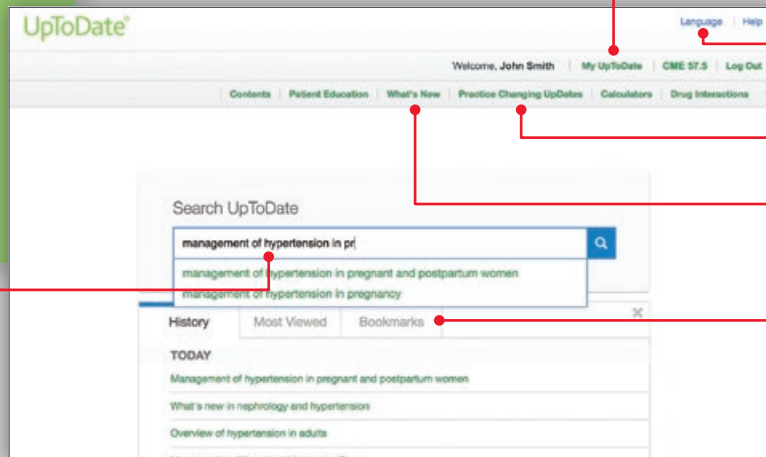 UpToDate®
Language Help
Welcome, John Smith My UpToDate CME 57.5 Log Out
Contents Patient Education What's New Practice Changing UpDates Calculators Drug Interactions
Search UpToDate
management of hypertension in pr
management of hypertension in pregnant and postpartum women
management of hypertension in pregnancy
History Most Viewed Bookmarks
TODAY
Management of hypertension in pregnant and postpartum women
What's new in nephrology and hypertension
Overview of hypertension in adults